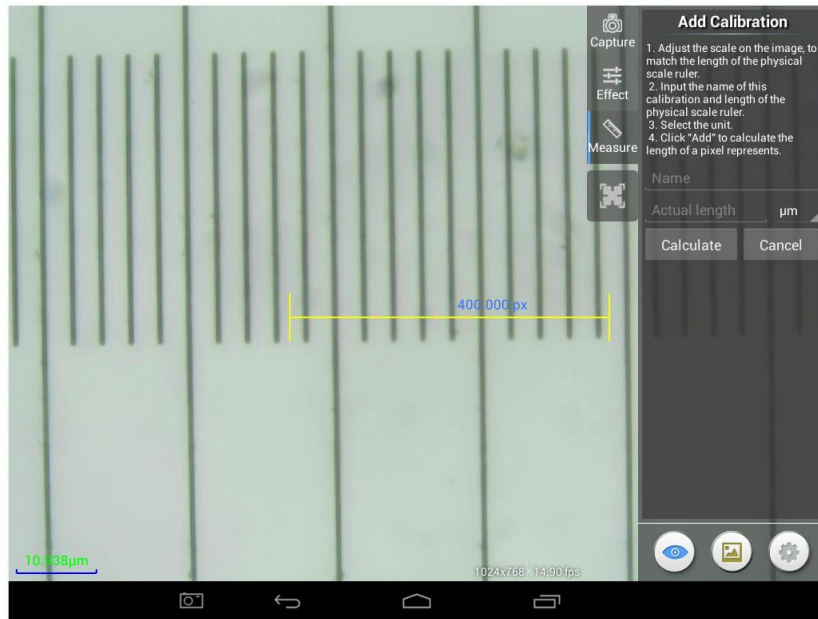 Capture
Effect
Measure
Add Calibration
1. Adjust the scale on the image, to
match the length of the physical
scale ruler.
2. Input the name of this
calibration and length of the
physical scale ruler.
3. Select the unit.
4. Click "Add" to calculate the
length of a pixel represents.
Name
Actual length μm
Calculate Cancel
400.000 px
1024x768 14.90 fps